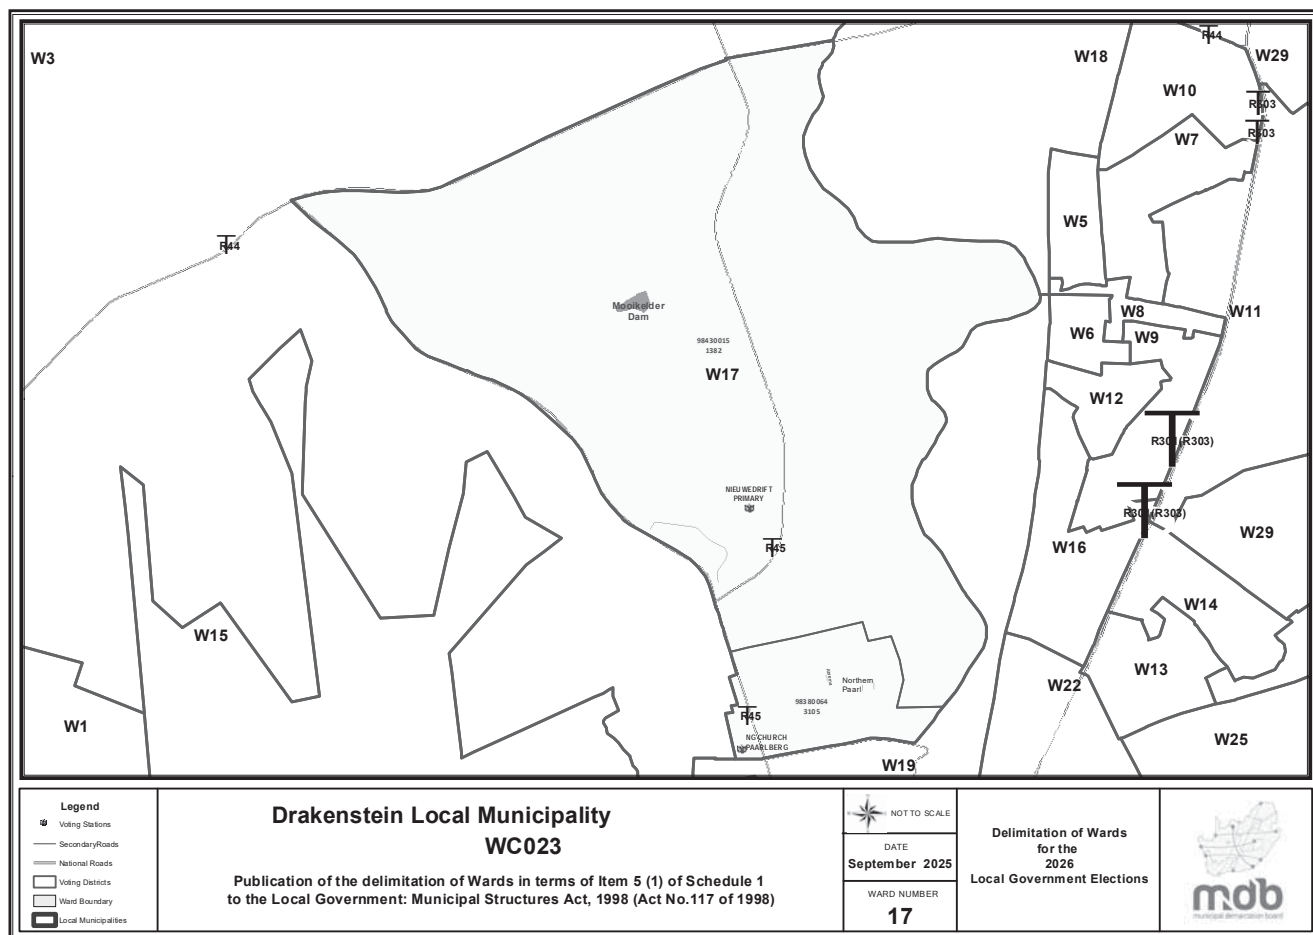 W3
W18
R44
W29
W10
R303
R303
W7
W5
R44
Mooikelder
Dam
W8
W11
98430015
1382
W6
W9
W17
W12
R301(R303)
NIEUWEDRIFT
PRIMARY
R301(R303)
R45
W16
W29
W14
W15
W13
Northern
Paarl
W22
98380064
3105
R45
W1
NG CHURCH
PAARLBERG
W25
W19
Legend
Voting Stations
SecondaryRoads
National Roads
Voting Districts
Ward Boundary
Local Municipalities
Drakenstein Local Municipality
WC023
Publication of the delimitation of Wards in terms of Item 5 (1) of Schedule 1
to the Local Government: Municipal Structures Act, 1998 (Act No.117 of 1998)
NOT TO SCALE
DATE
September 2025
WARD NUMBER
17
Delimitation of Wards
for the
2026
Local Government Elections
mdb
municipal demarcation board